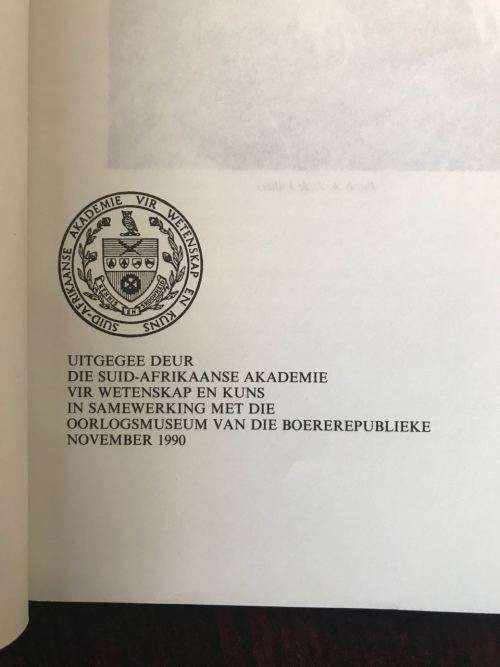 SUID-AFRIKAANSE AKADEMIE VIR WETENSKAP EN KUNS
UITGEGEE DEUR
DIE SUID-AFRIKAANSE AKADEMIE
VIR WETENSKAP EN KUNS
IN SAMEWERKING MET DIE
OORLOGSMUSEUM VAN DIE BOEREREPUBLIEKE
NOVEMBER 1990